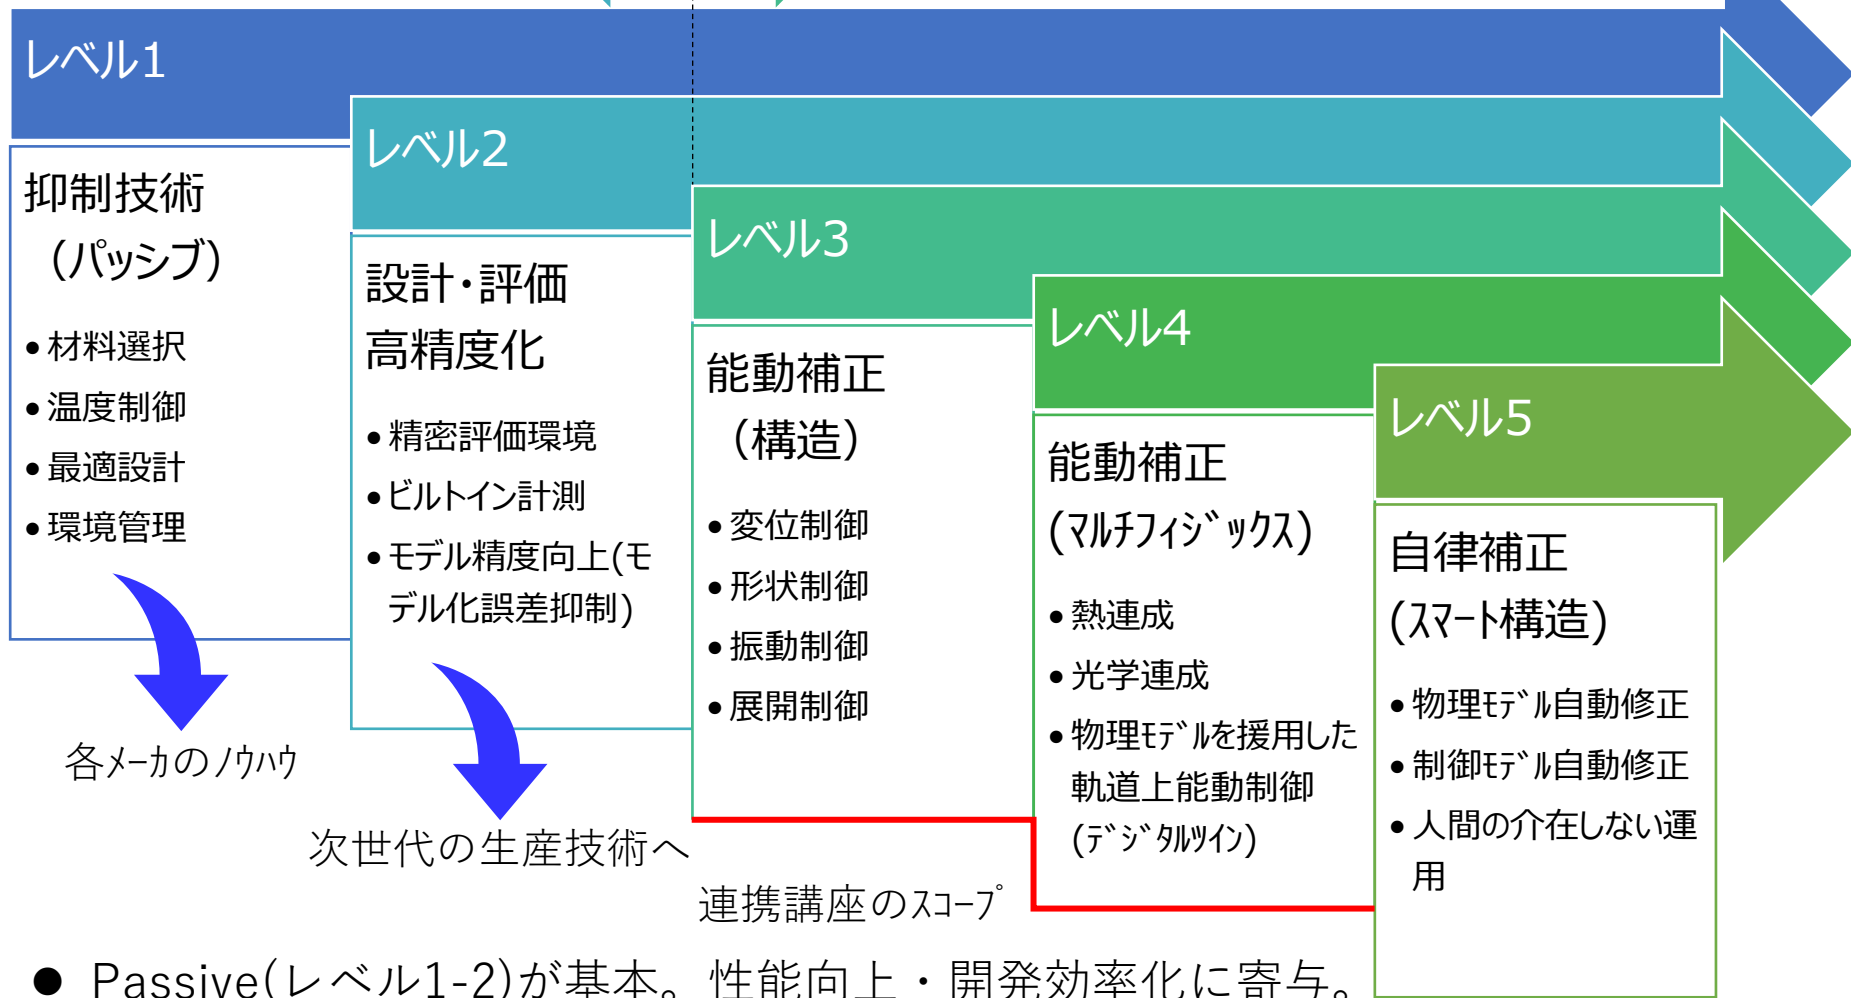 レベル1
抑制技術
（パッシブ）
•材料選択
•温度制御
•最適設計
•環境管理
各ﾒｰｶのﾉｳﾊｳ
レベル2
設計・評価
高精度化
•精密評価環境
•ビルトイン計測
•モデル精度向上(モ
デル化誤差抑制)
次世代の生産技術へ
レベル3
能動補正
（構造）
•変位制御
•形状制御
•振動制御
•展開制御
連携講座のｽｺｰﾌﾟ
レベル4
能動補正
(ﾏﾙﾁﾌｨｼﾞｯｸｽ)
•熱連成
•光学連成
•物理ﾓﾃﾞﾙを援用した
軌道上能動制御
(ﾃﾞｼﾞﾀﾙﾂｲﾝ)
レベル5
自律補正
(ｽﾏｰﾄ構造)
•物理ﾓﾃﾞﾙ自動修正
•制御ﾓﾃﾞﾙ自動修正
•人間の介在しない運
用
● Passive(レベル1-2)が基本。性能向上・開発効率化に寄与。